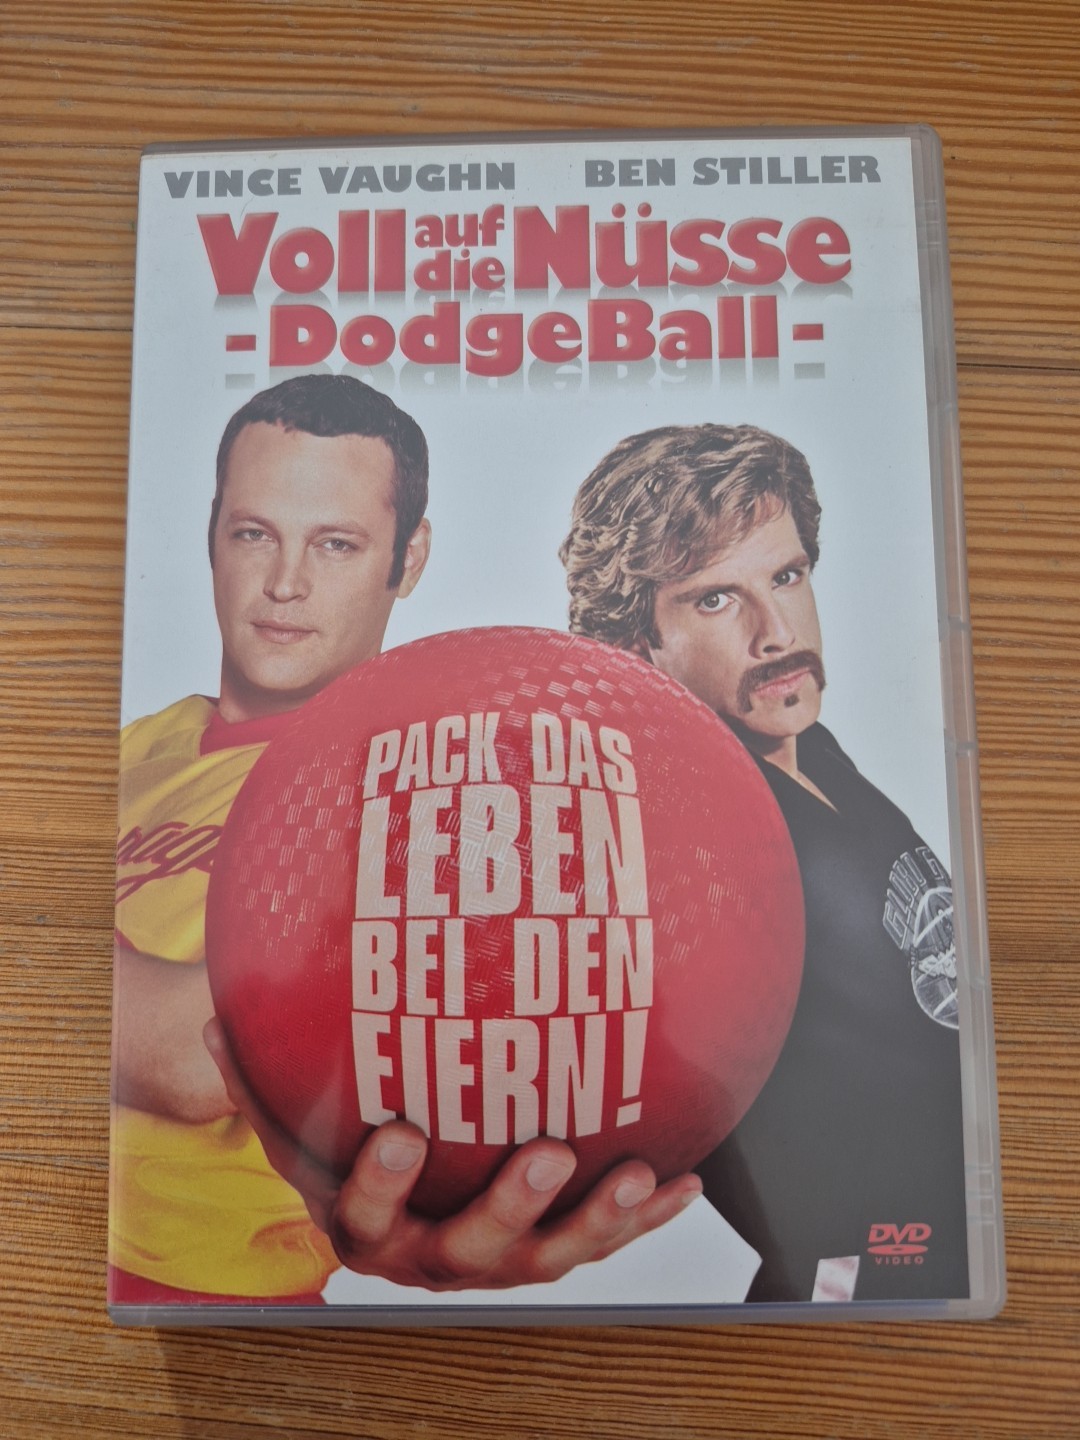 VINCE VAUGHN BEN STILLER
Voll auf die Nüsse
- DodgeBall -
PACK DAS
LEBEN
BEI DEN
EIERN!
DVD
VIDEO